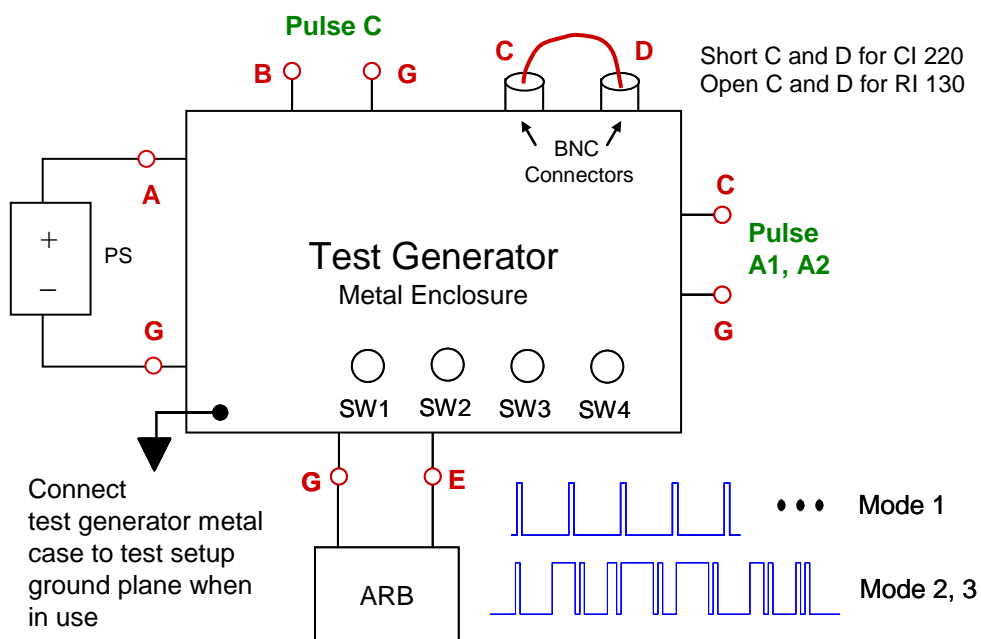 Pulse C
B
G
C
D
Short C and D for CI 220
Open C and D for RI 130
BNC
Connectors
A
C
+
PS
−
Pulse
A1, A2
Test Generator
Metal Enclosure
G
G
SW1
SW2
SW3
SW4
G
E
Connect
test generator metal
case to test setup
ground plane when
in use
ARB
Mode 1
Mode 2, 3